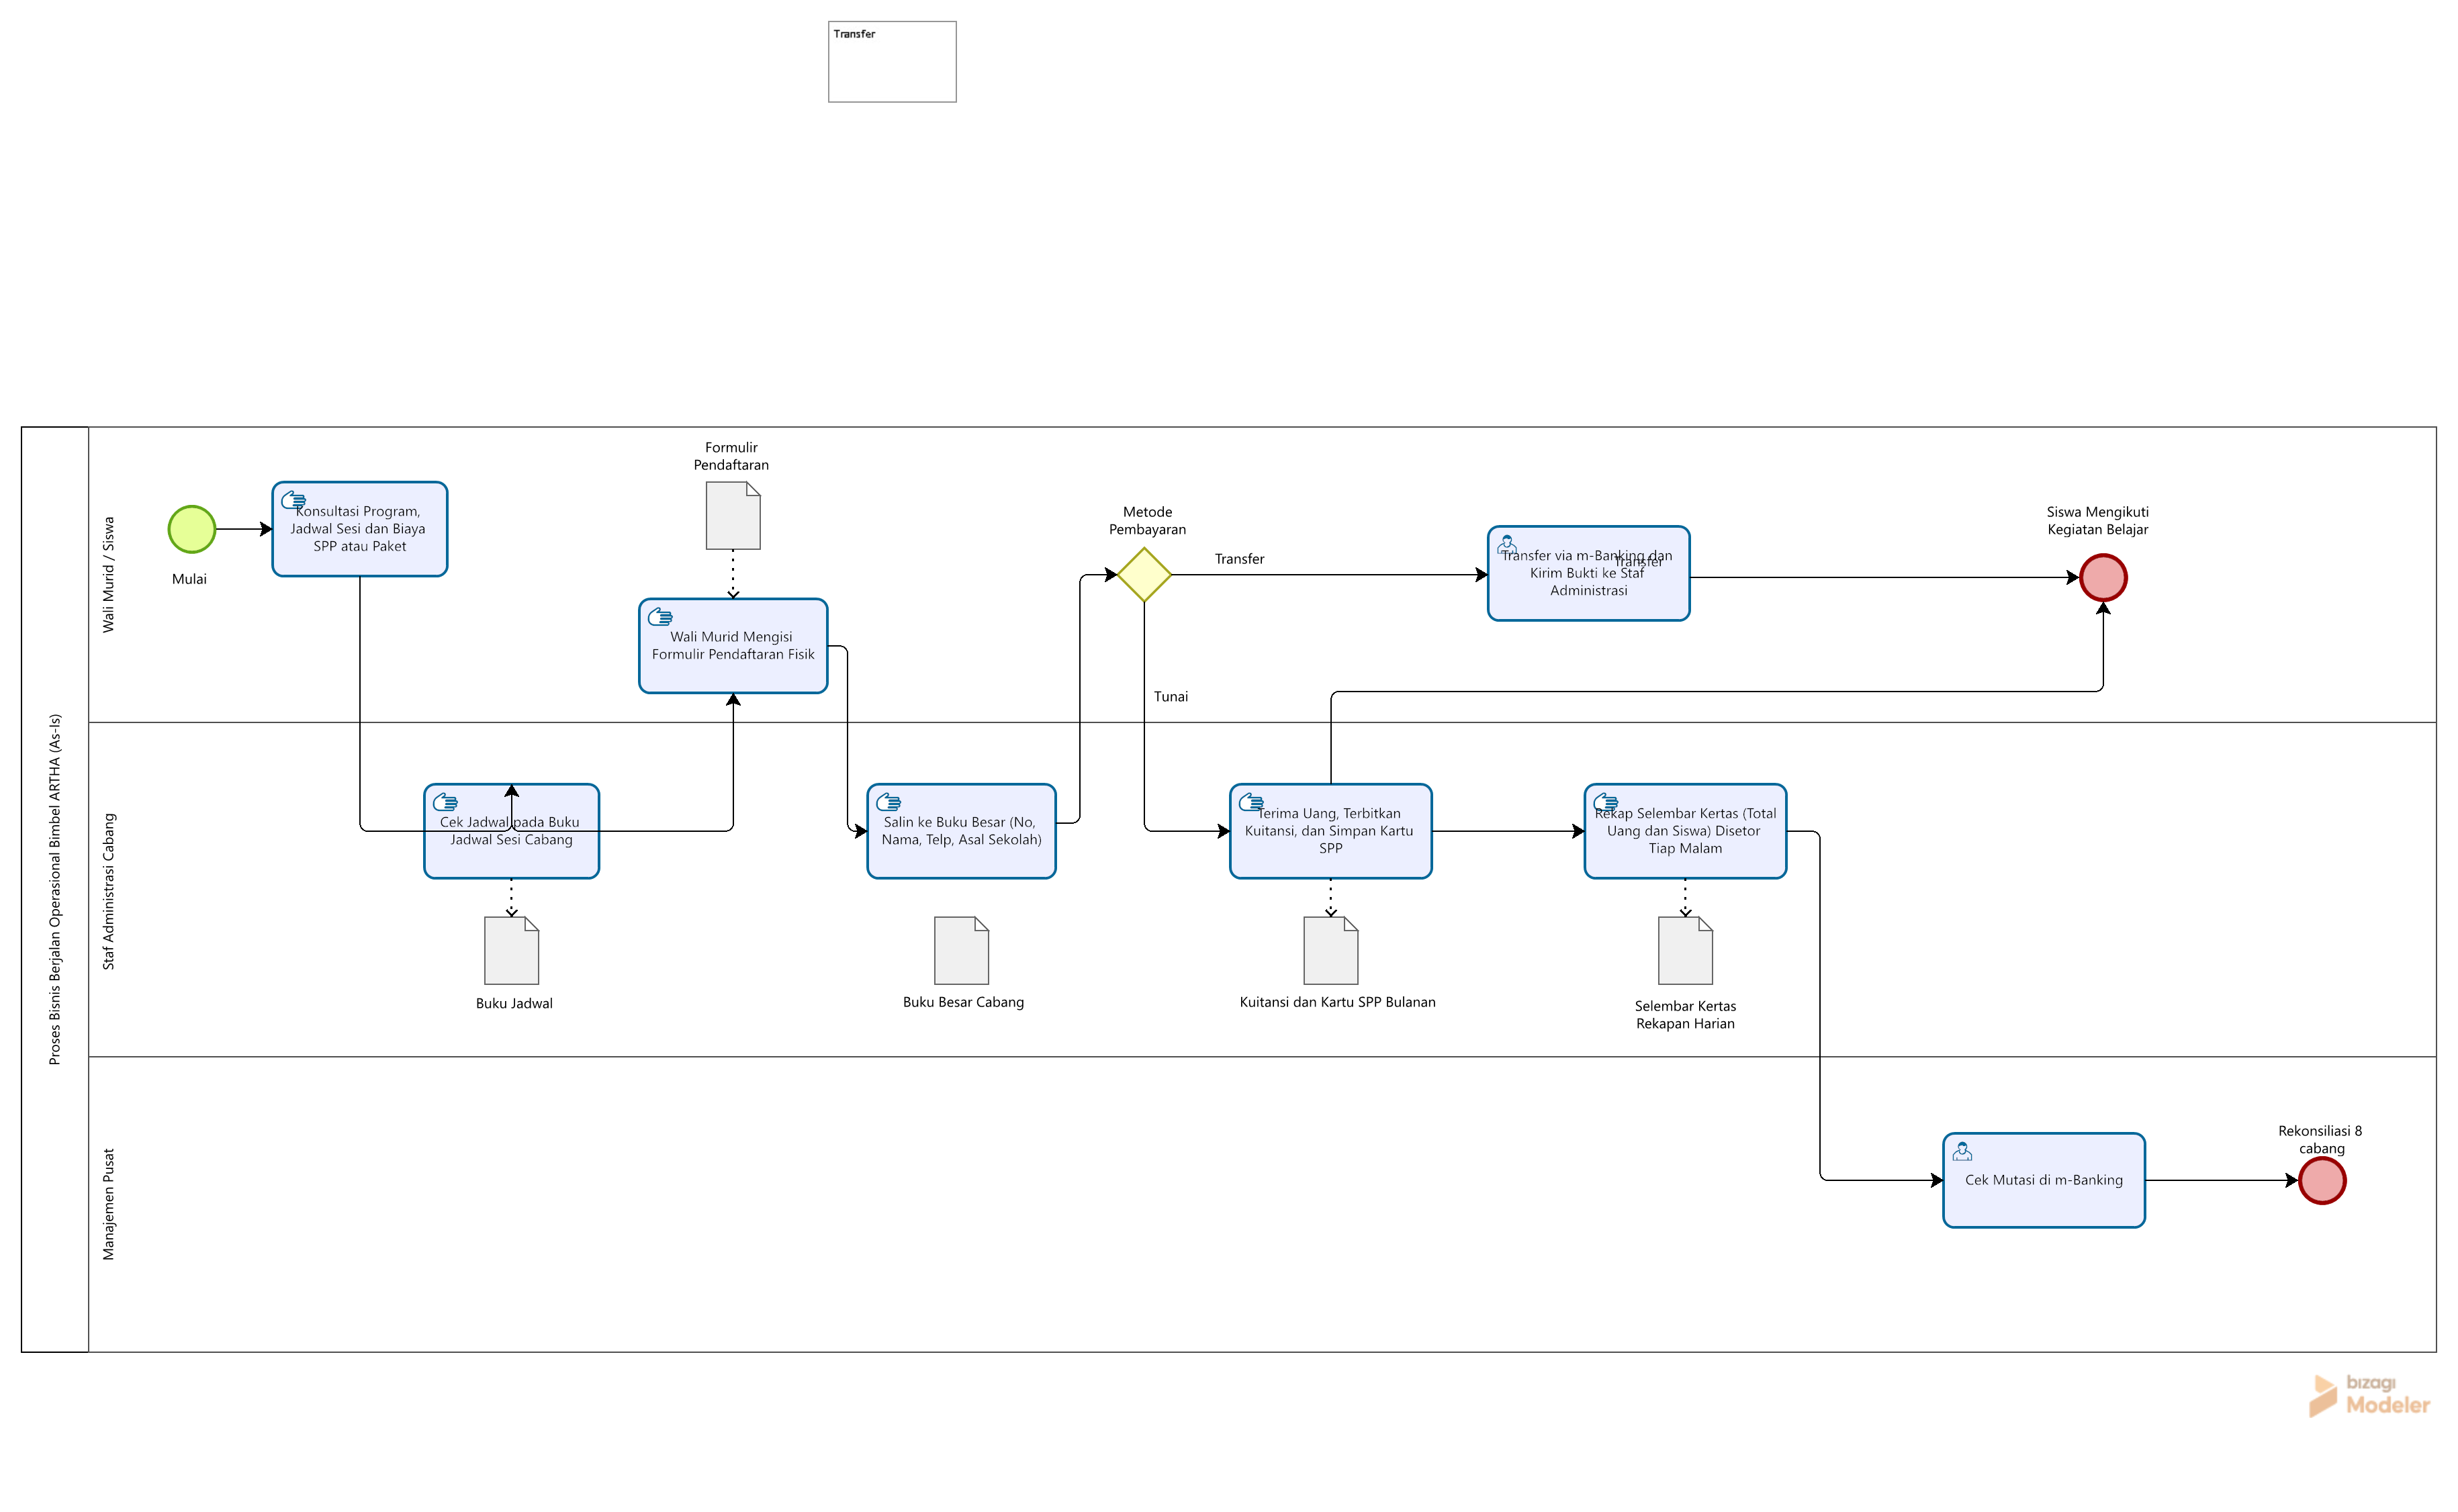 Transfer
Proses Bisnis Berjalan Operasional Bimbel ARTHA (As-Is)
Wali Murid / Siswa
Mulai
Konsultasi Program,
Jadwal Sesi dan Biaya
SPP atau Paket
Formulir
Pendaftaran
Wali Murid Mengisi
Formulir Pendaftaran Fisik
Metode
Pembayaran
Transfer
Tunai
Transfer via m-Banking dan
Kirim Bukti ke Staf
Administrasi
Transfer
Siswa Mengikuti
Kegiatan Belajar
Staf Administrasi Cabang
Cek Jadwal pada Buku
Jadwal Sesi Cabang
Buku Jadwal
Salin ke Buku Besar (No,
Nama, Telp, Asal Sekolah)
Buku Besar Cabang
Terima Uang, Terbitkan
Kuitansi, dan Simpan Kartu
SPP
Kuitansi dan Kartu SPP Bulanan
Rekap Selembar Kertas (Total
Uang dan Siswa) Disetor
Tiap Malam
Selembar Kertas
Rekapan Harian
Manajemen Pusat
Cek Mutasi di m-Banking
Rekonsiliasi 8
cabang
bizagi
Modeler